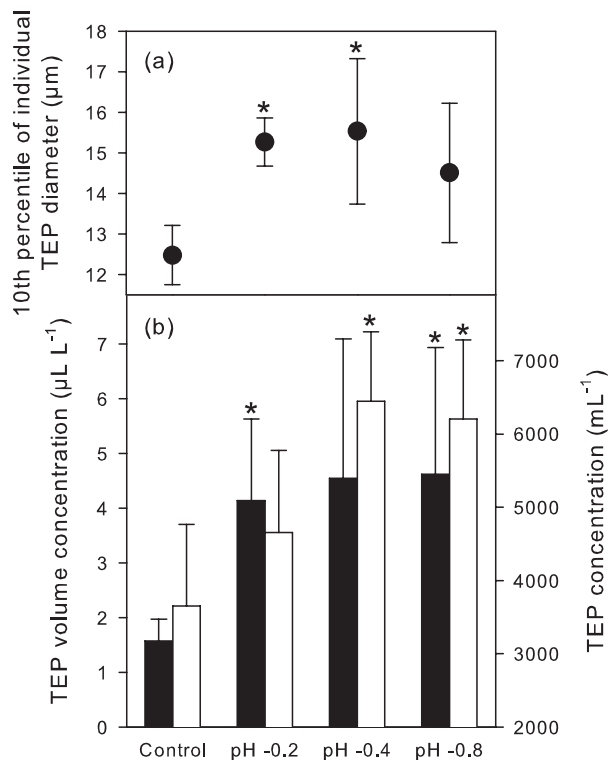 18
17
16
15
14
13
12
10th percentile of individual
TEP diameter (µm)
(a)
*
*
7
6
5
4
3
2
1
0
TEP volume concentration (µL L-1)
(b)
*
*
*
*
7000
6000
5000
4000
3000
2000
TEP concentration (mL-1)
Control
pH -0.2
pH -0.4
pH -0.8